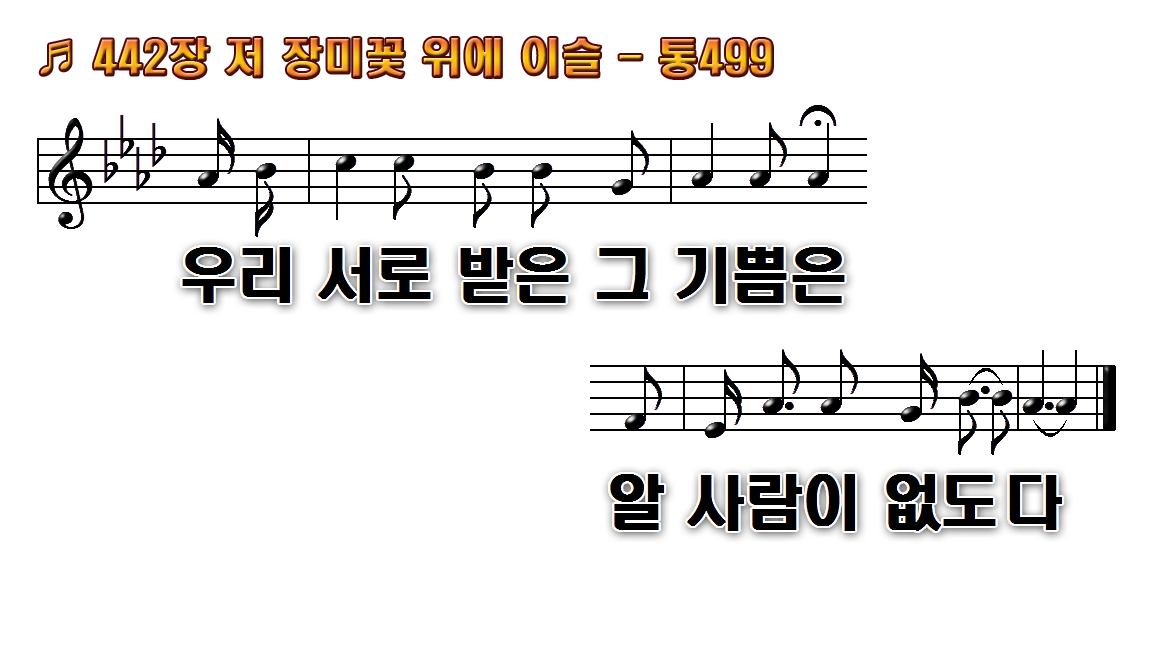 ♬ 442장 저 장미꽃 위에 이슬 - 통499
우리 서로 받은 그 기쁨은
알 사람이 없도다